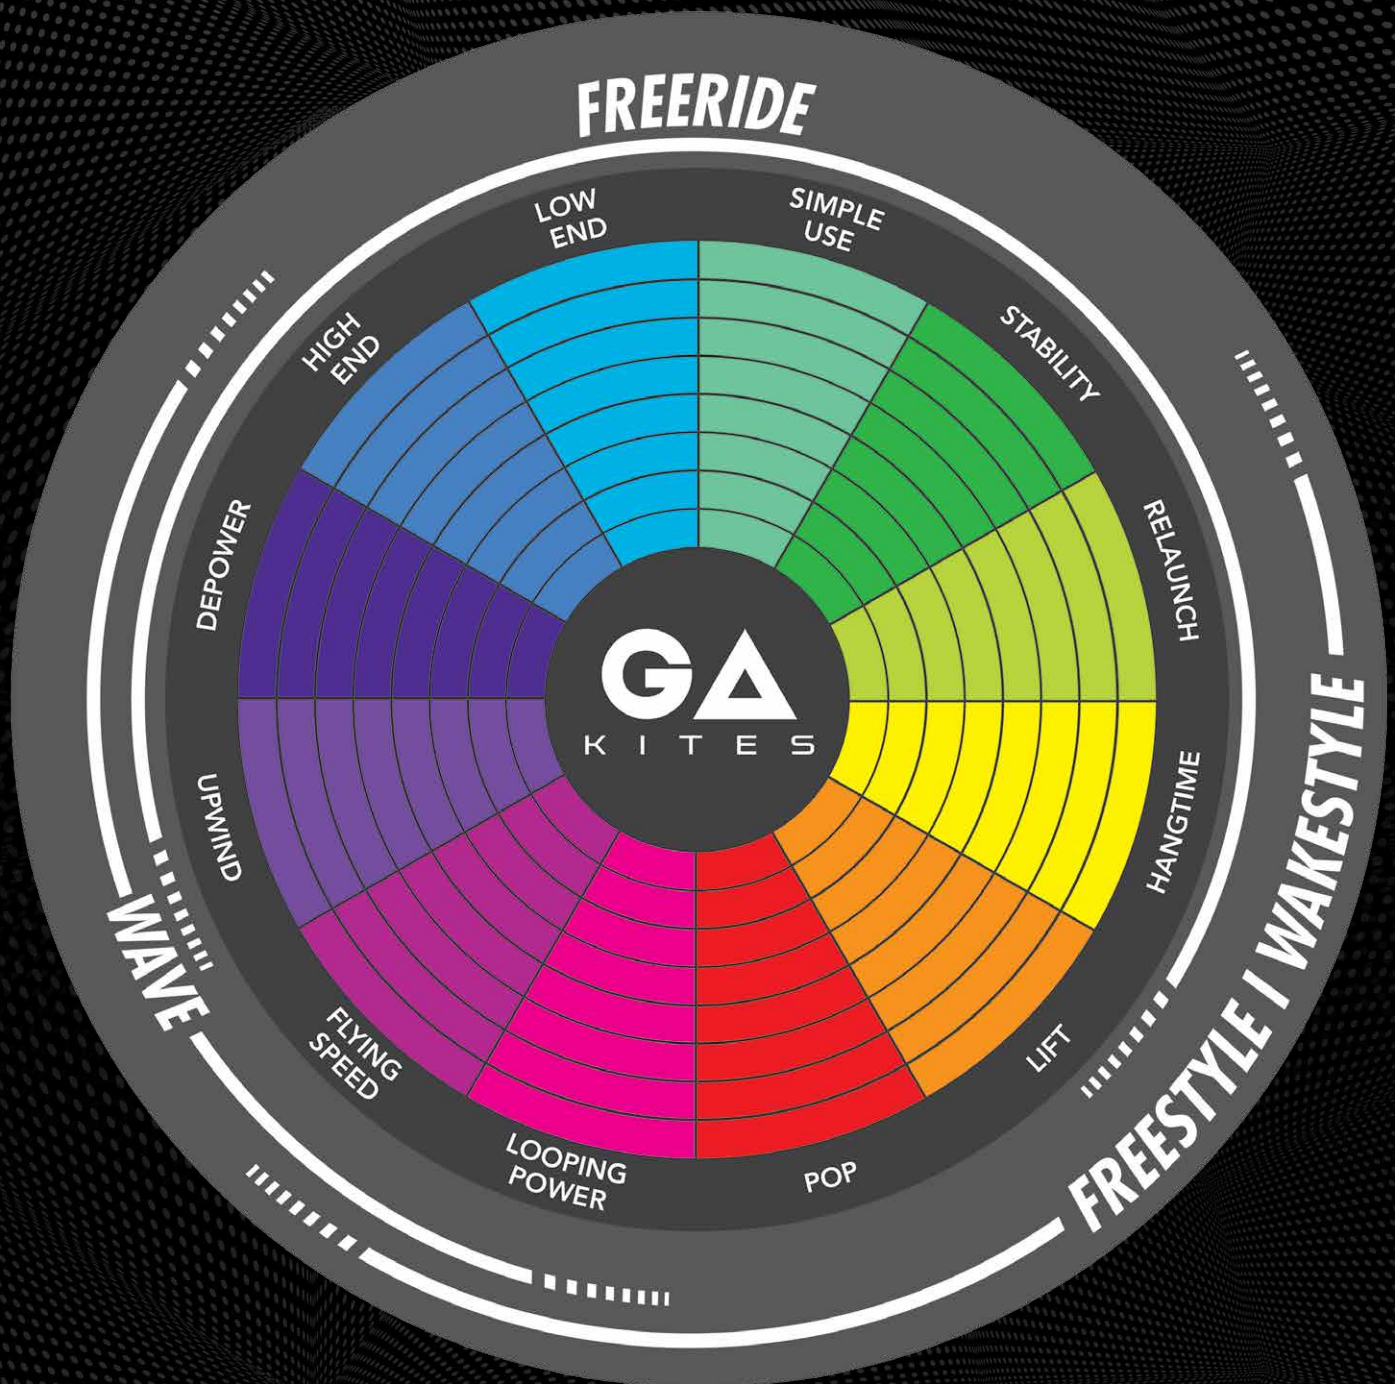 FREERIDE
LOW
END
SIMPLE
USE
STABILITY
RELAUNCH
HANGTIME
LIFT
POP
LOOPING
POWER
FLYING
SPEED
UPWIND
DEPOWER
HIGH
END
GA
KITES
WAVE
FREESTYLE I WAKESTYLE